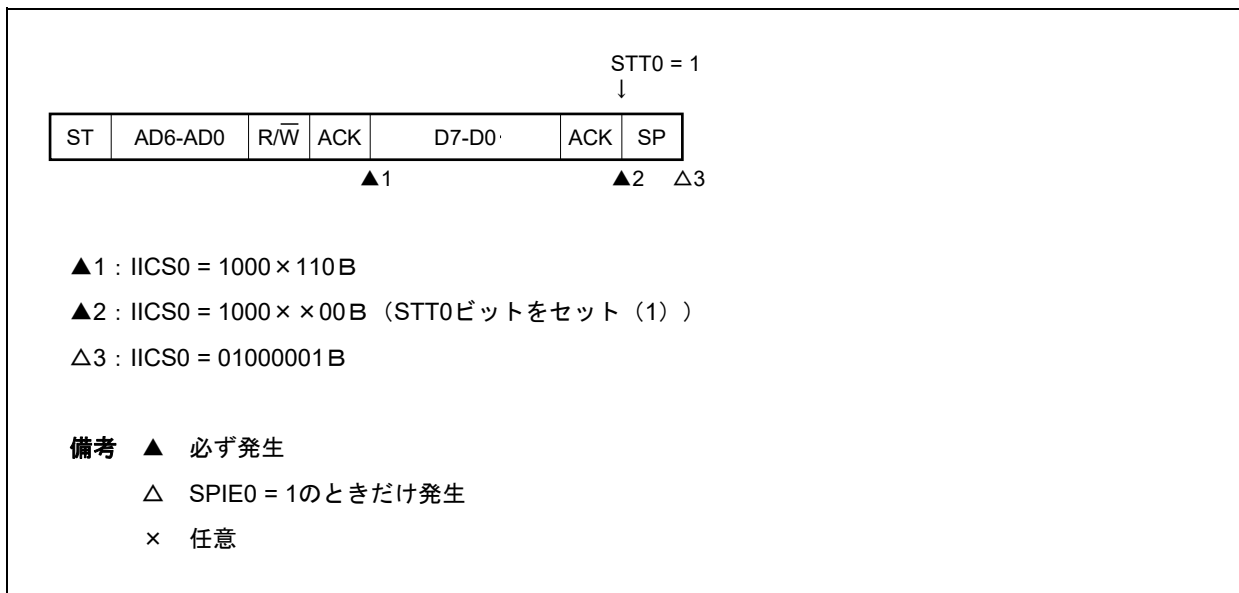 STT0 = 1
↓
ST AD6-AD0 R/W̅ ACK D7-D0 ACK SP
▲1 ▲2 △3
▲1：IICS0 = 1000×110B
▲2：IICS0 = 1000××00B（STT0ビットをセット（1））
△3：IICS0 = 01000001B
備考 ▲ 必ず発生
△ SPIE0 = 1のときだけ発生
× 任意